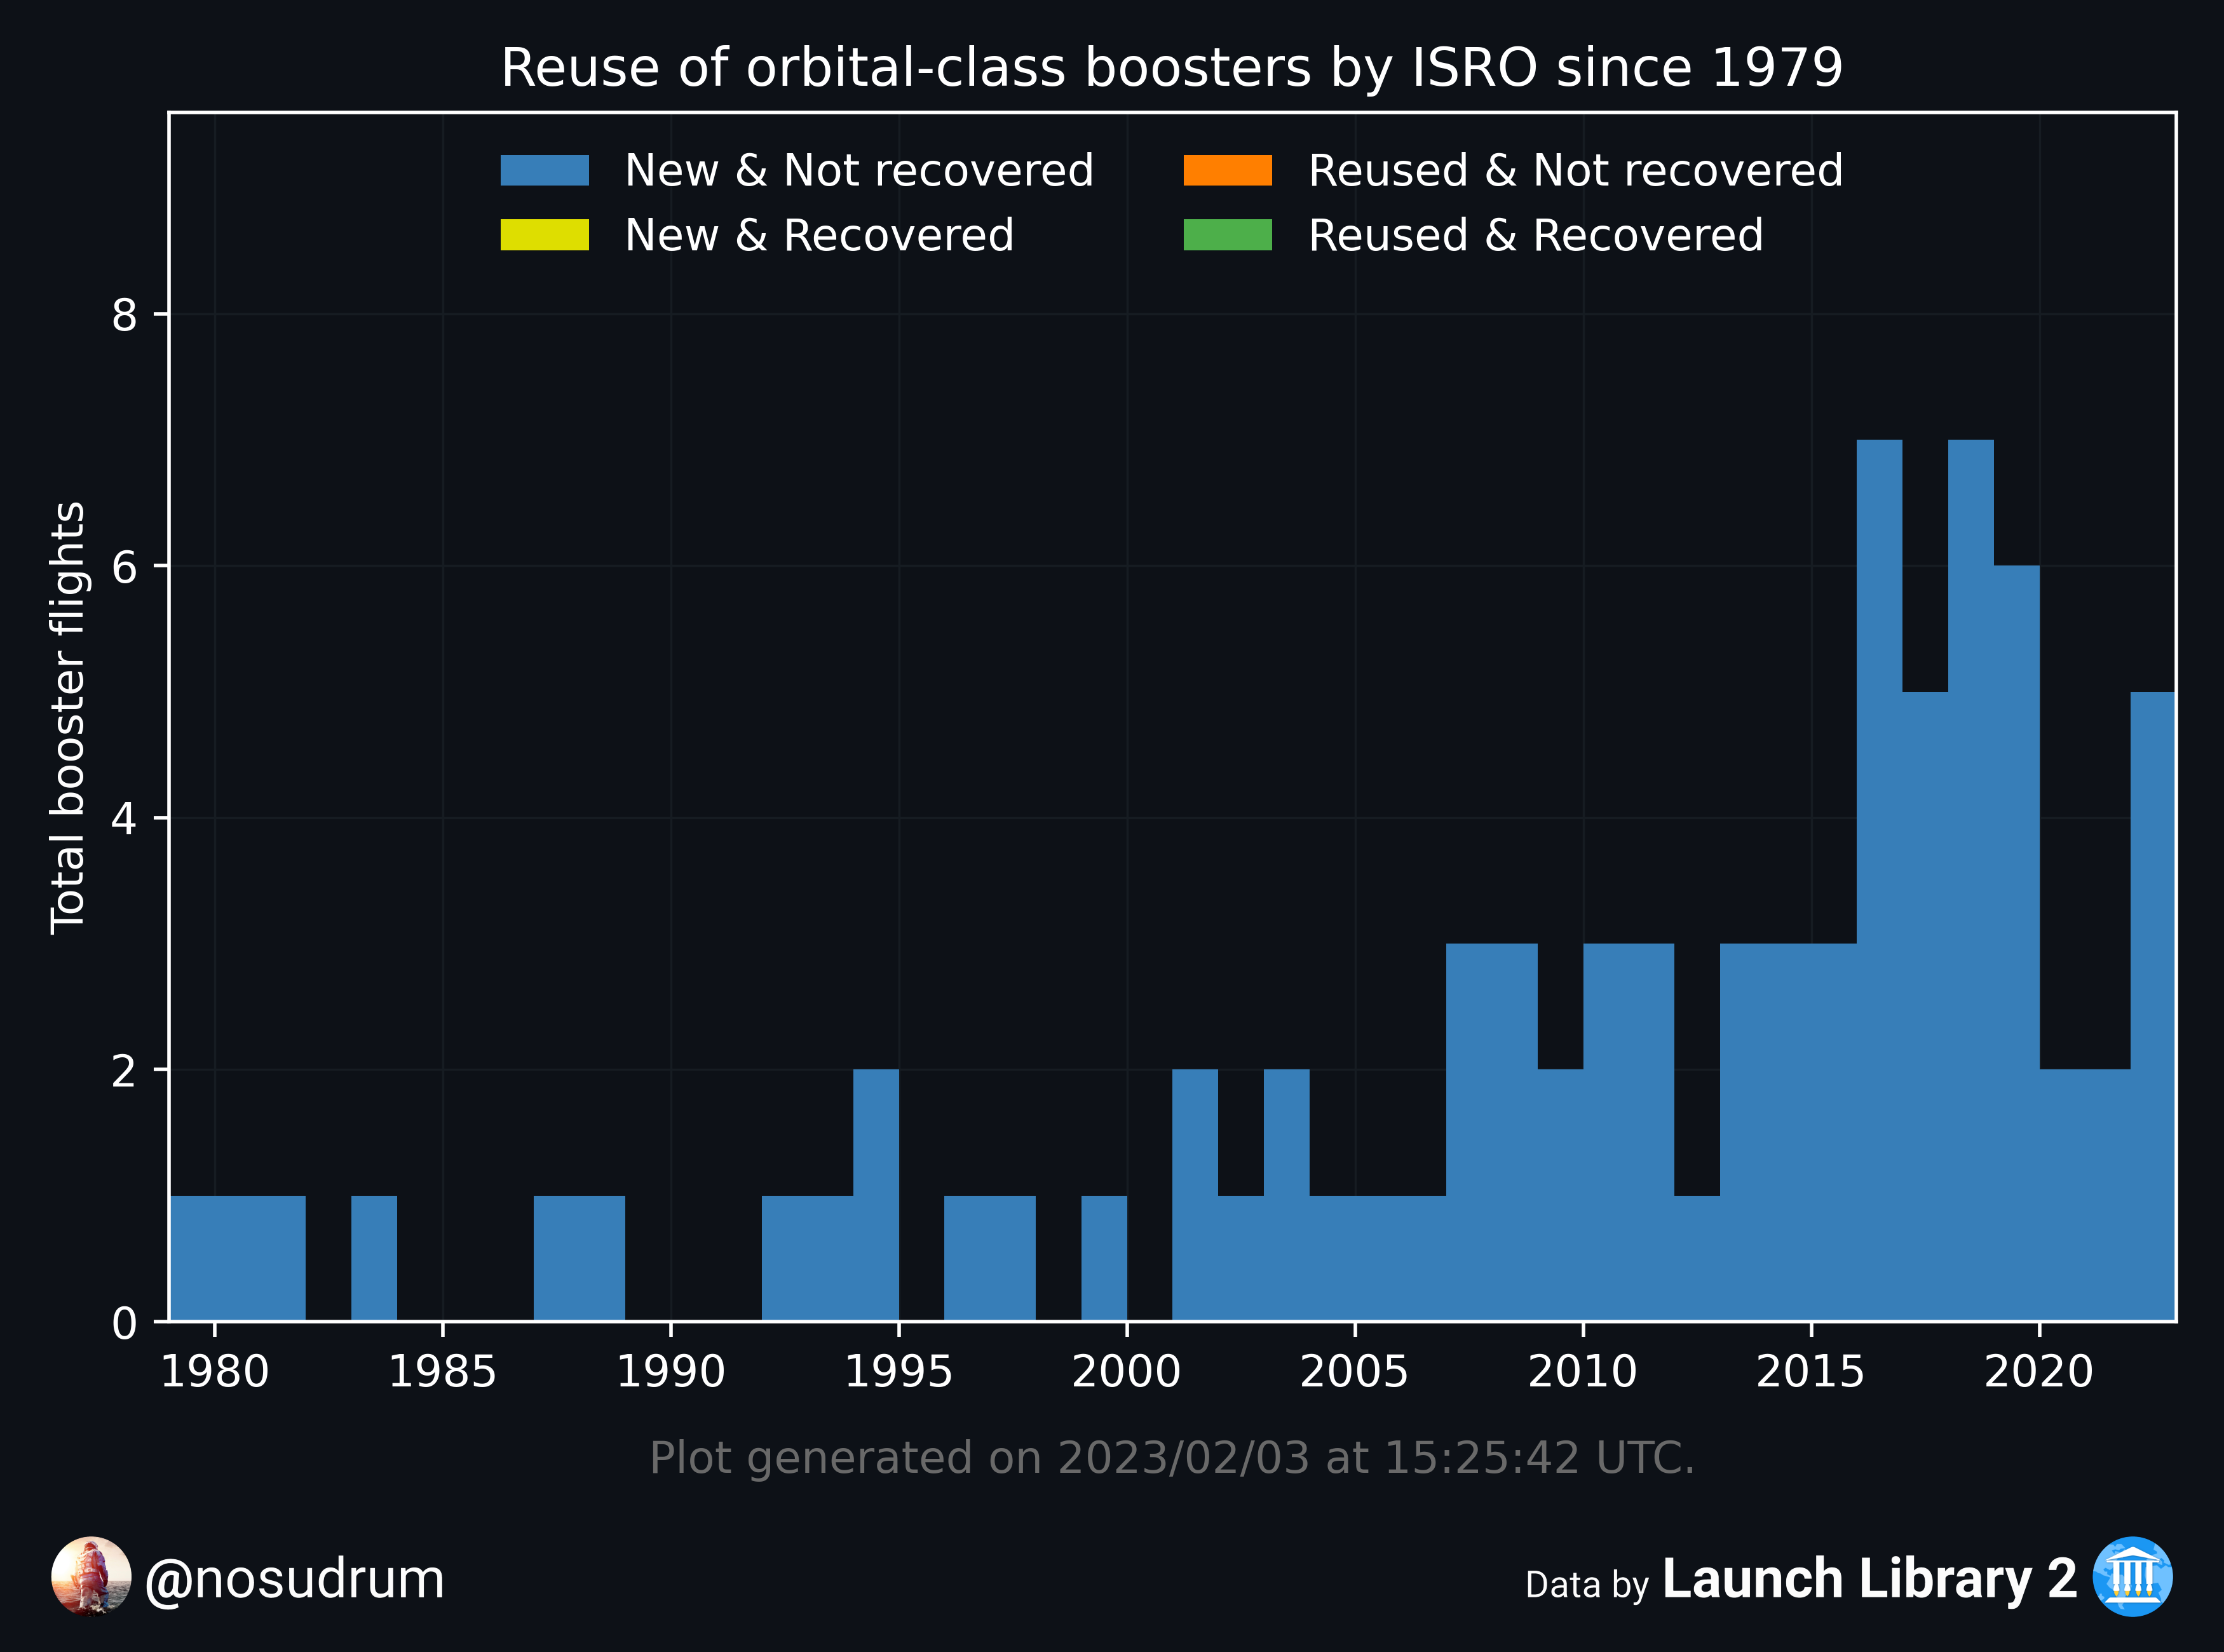 Reuse of orbital-class boosters by ISRO since 1979
New & Not recovered
New & Recovered
Reused & Not recovered
Reused & Recovered
Total booster flights
8
6
4
2
0
1980 1985 1990 1995 2000 2005 2010 2015 2020
Plot generated on 2023/02/03 at 15:25:42 UTC.
@nosudrum
Data by Launch Library 2